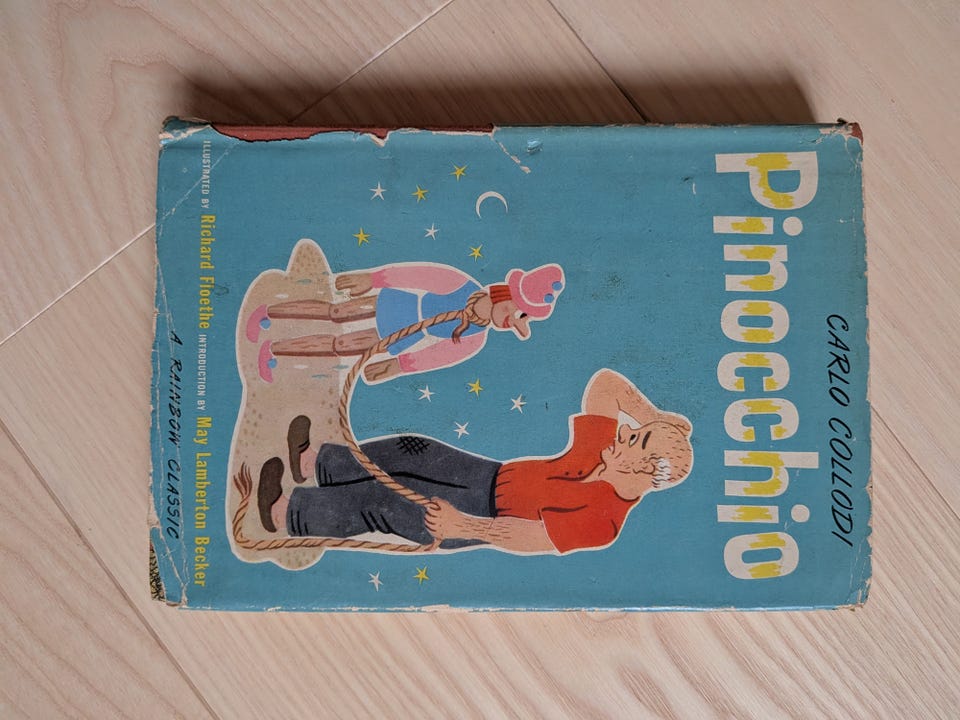 CARLO COLLODI
Pinocchio
ILLUSTRATED BY Richard Floethe INTRODUCTION BY May Lamberton Becker
A RAINBOW CLASSIC